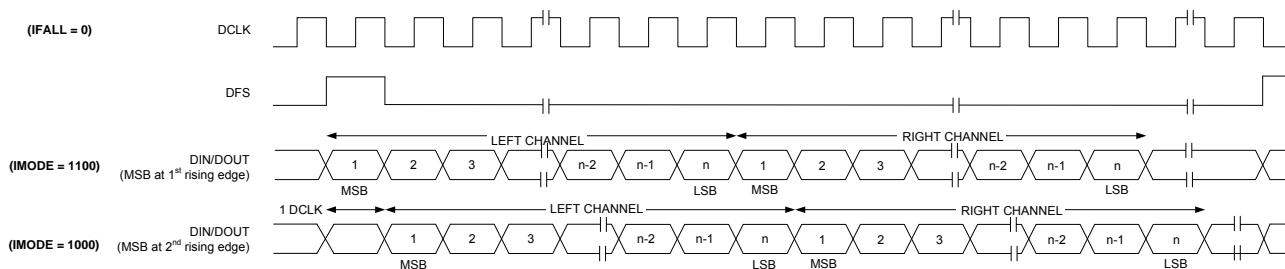 (IFALL = 0) DCLK
DFS
LEFT CHANNEL RIGHT CHANNEL
(IMODE = 1100) DIN/DOUT 1 2 3 n-2 n-1 n 1 2 3 n-2 n-1 n
(MSB at 1st rising edge)
MSB LSB MSB LSB
1 DCLK LEFT CHANNEL RIGHT CHANNEL
(IMODE = 1000) DIN/DOUT 1 2 3 n-2 n-1 n 1 2 3 n-2 n-1 n
(MSB at 2nd rising edge)
MSB LSB MSB LSB